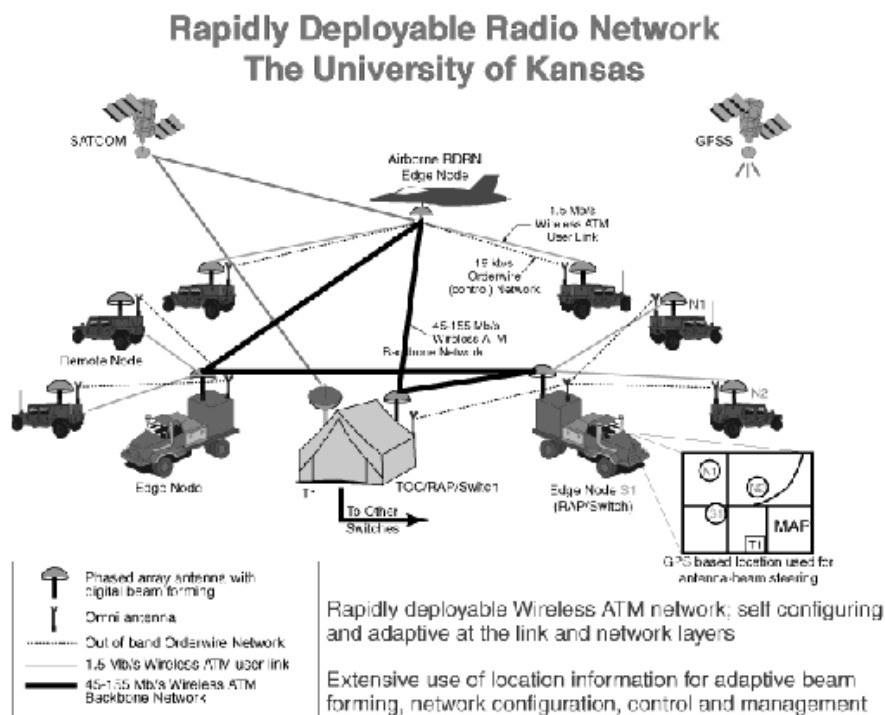 Rapidly Deployable Radio Network
The University of Kansas
SATCOM
GPSS
Airborne RDRN
Edge Node
1.5 Mb/s
Wireless ATM
User Link
19 kb/s
Orderwire
(control) Network
N1
45-155 Mb/s
Wireless ATM
Backbone Network
Remote Node
N2
Edge Node
T1
TOC/RAP/Switch
Edge Node S1
(RAP/Switch)
To Other
Switches
N1
N2
S1
MAP
T1
GPS based location used for
antenna-beam steering
Phased array antenna with
digital beam forming
Omni antenna
Out of band Orderwire Network
1.5 Mb/s Wireless ATM user link
45-155 Mb/s Wireless ATM
Backbone Network
Rapidly deployable Wireless ATM network; self configuring
and adaptive at the link and network layers
Extensive use of location information for adaptive beam
forming, network configuration, control and management